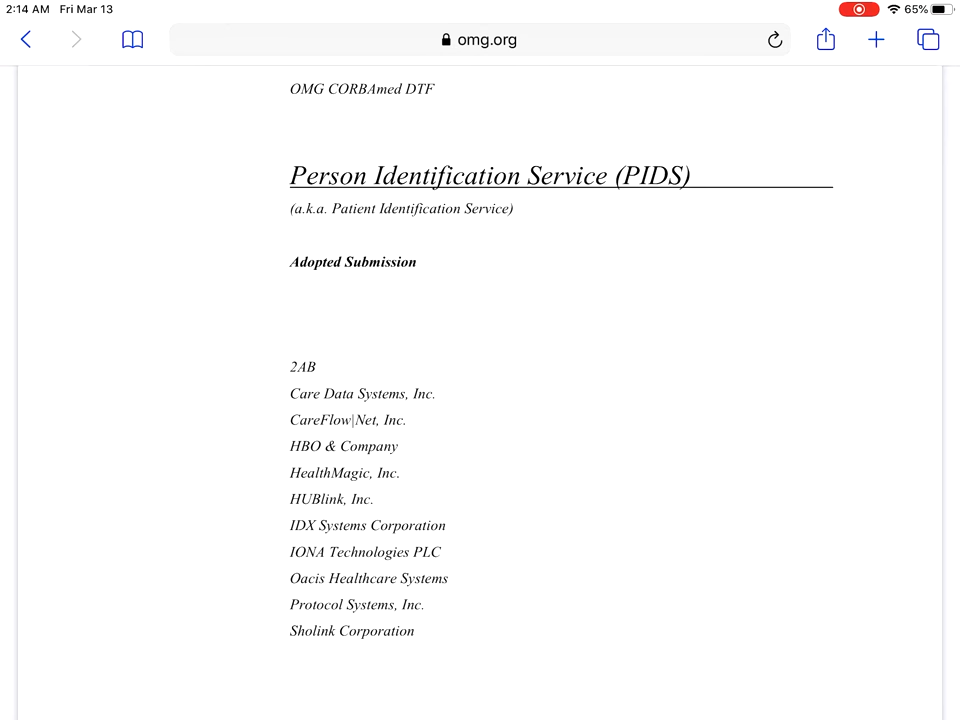 2:14 AM Fri Mar 13
65%
omg.org
OMG CORBAmed DTF
Person Identification Service (PIDS)
(a.k.a. Patient Identification Service)
Adopted Submission
2AB
Care Data Systems, Inc.
CareFlow|Net, Inc.
HBO & Company
HealthMagic, Inc.
HUBlink, Inc.
IDX Systems Corporation
IONA Technologies PLC
Oacis Healthcare Systems
Protocol Systems, Inc.
Sholink Corporation